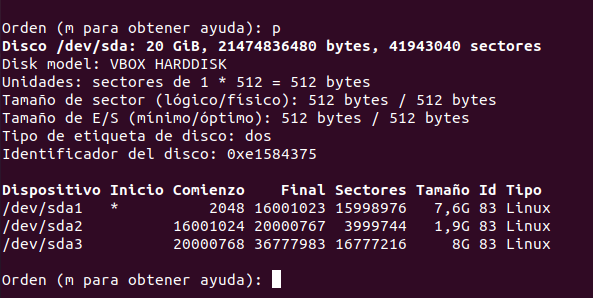 Orden (m para obtener ayuda): p
Disco /dev/sda: 20 GiB, 21474836480 bytes, 41943040 sectores
Disk model: VBOX HARDDISK
Unidades: sectores de 1 * 512 = 512 bytes
Tamaño de sector (lógico/físico): 512 bytes / 512 bytes
Tamaño de E/S (mínimo/óptimo): 512 bytes / 512 bytes
Tipo de etiqueta de disco: dos
Identificador del disco: 0xe1584375
Dispositivo Inicio Comienzo    Final Sectores Tamaño Id Tipo
/dev/sda1   *          2048 16001023 15998976   7,6G 83 Linux
/dev/sda2          16001024 20000767  3999744   1,9G 83 Linux
/dev/sda3          20000768 36777983 16777216     8G 83 Linux
Orden (m para obtener ayuda):